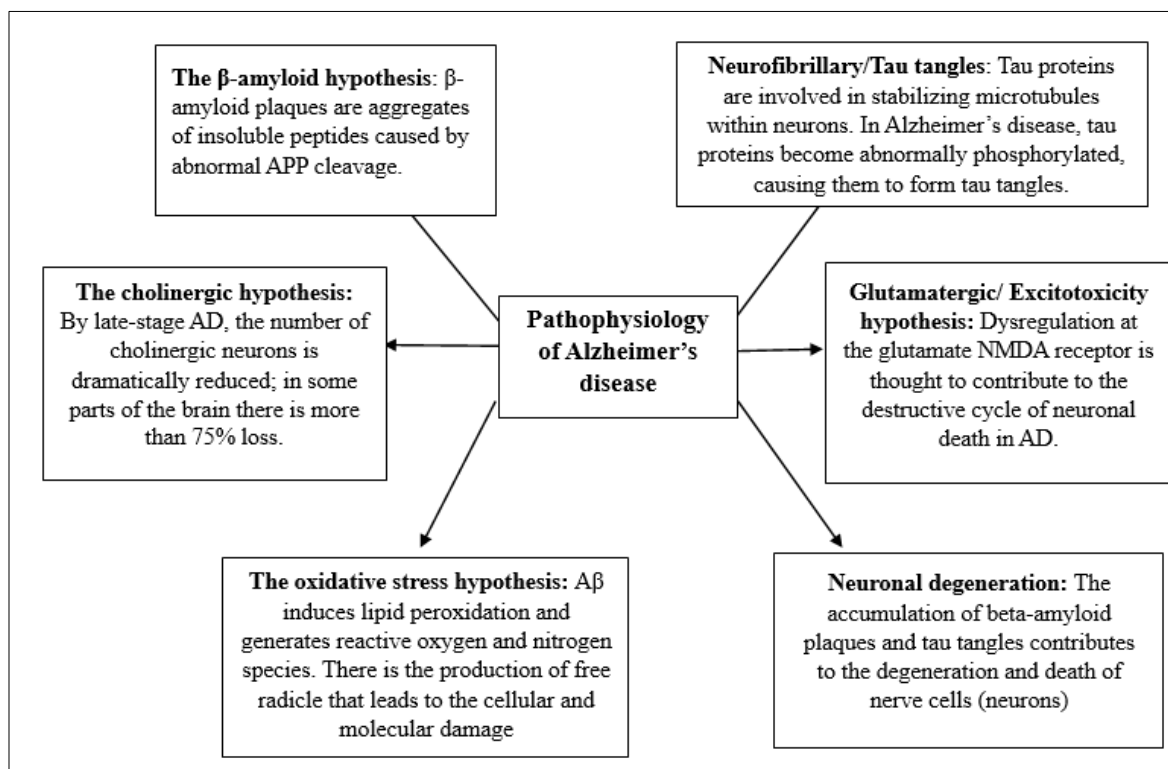 The β-amyloid hypothesis: β-
amyloid plaques are aggregates
of insoluble peptides caused by
abnormal APP cleavage.
Neurofibrillary/Tau tangles: Tau proteins
are involved in stabilizing microtubules
within neurons. In Alzheimer’s disease, tau
proteins become abnormally phosphorylated,
causing them to form tau tangles.
The cholinergic hypothesis:
By late-stage AD, the number of
cholinergic neurons is
dramatically reduced; in some
parts of the brain there is more
than 75% loss.
Pathophysiology
of Alzheimer’s
disease
Glutamatergic/ Excitotoxicity
hypothesis: Dysregulation at
the glutamate NMDA receptor is
thought to contribute to the
destructive cycle of neuronal
death in AD.
The oxidative stress hypothesis: Aβ
induces lipid peroxidation and
generates reactive oxygen and nitrogen
species. There is the production of free
radicle that leads to the cellular and
molecular damage
Neuronal degeneration: The
accumulation of beta-amyloid
plaques and tau tangles contributes
to the degeneration and death of
nerve cells (neurons)